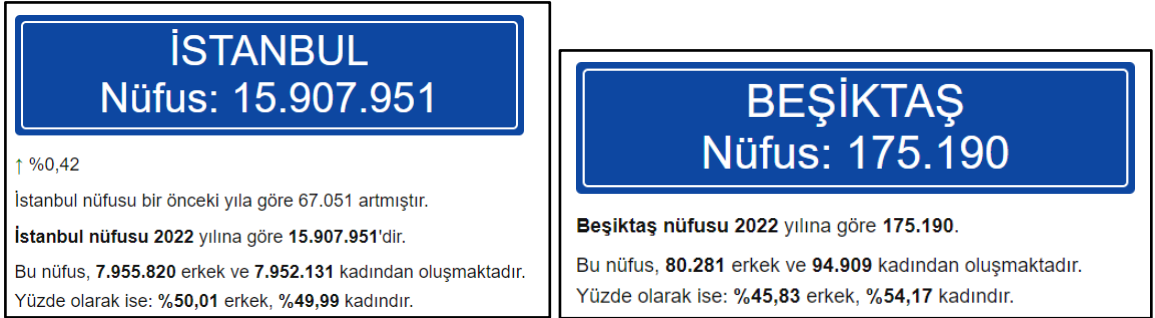 İSTANBUL
Nüfus: 15.907.951
↑ %0,42
İstanbul nüfusu bir önceki yıla göre 67.051 artmıştır.
İstanbul nüfusu 2022 yılına göre 15.907.951'dir.
Bu nüfus, 7.955.820 erkek ve 7.952.131 kadından oluşmaktadır.
Yüzde olarak ise: %50,01 erkek, %49,99 kadındır.
BEŞİKTAŞ
Nüfus: 175.190
Beşiktaş nüfusu 2022 yılına göre 175.190.
Bu nüfus, 80.281 erkek ve 94.909 kadından oluşmaktadır.
Yüzde olarak ise: %45,83 erkek, %54,17 kadındır.